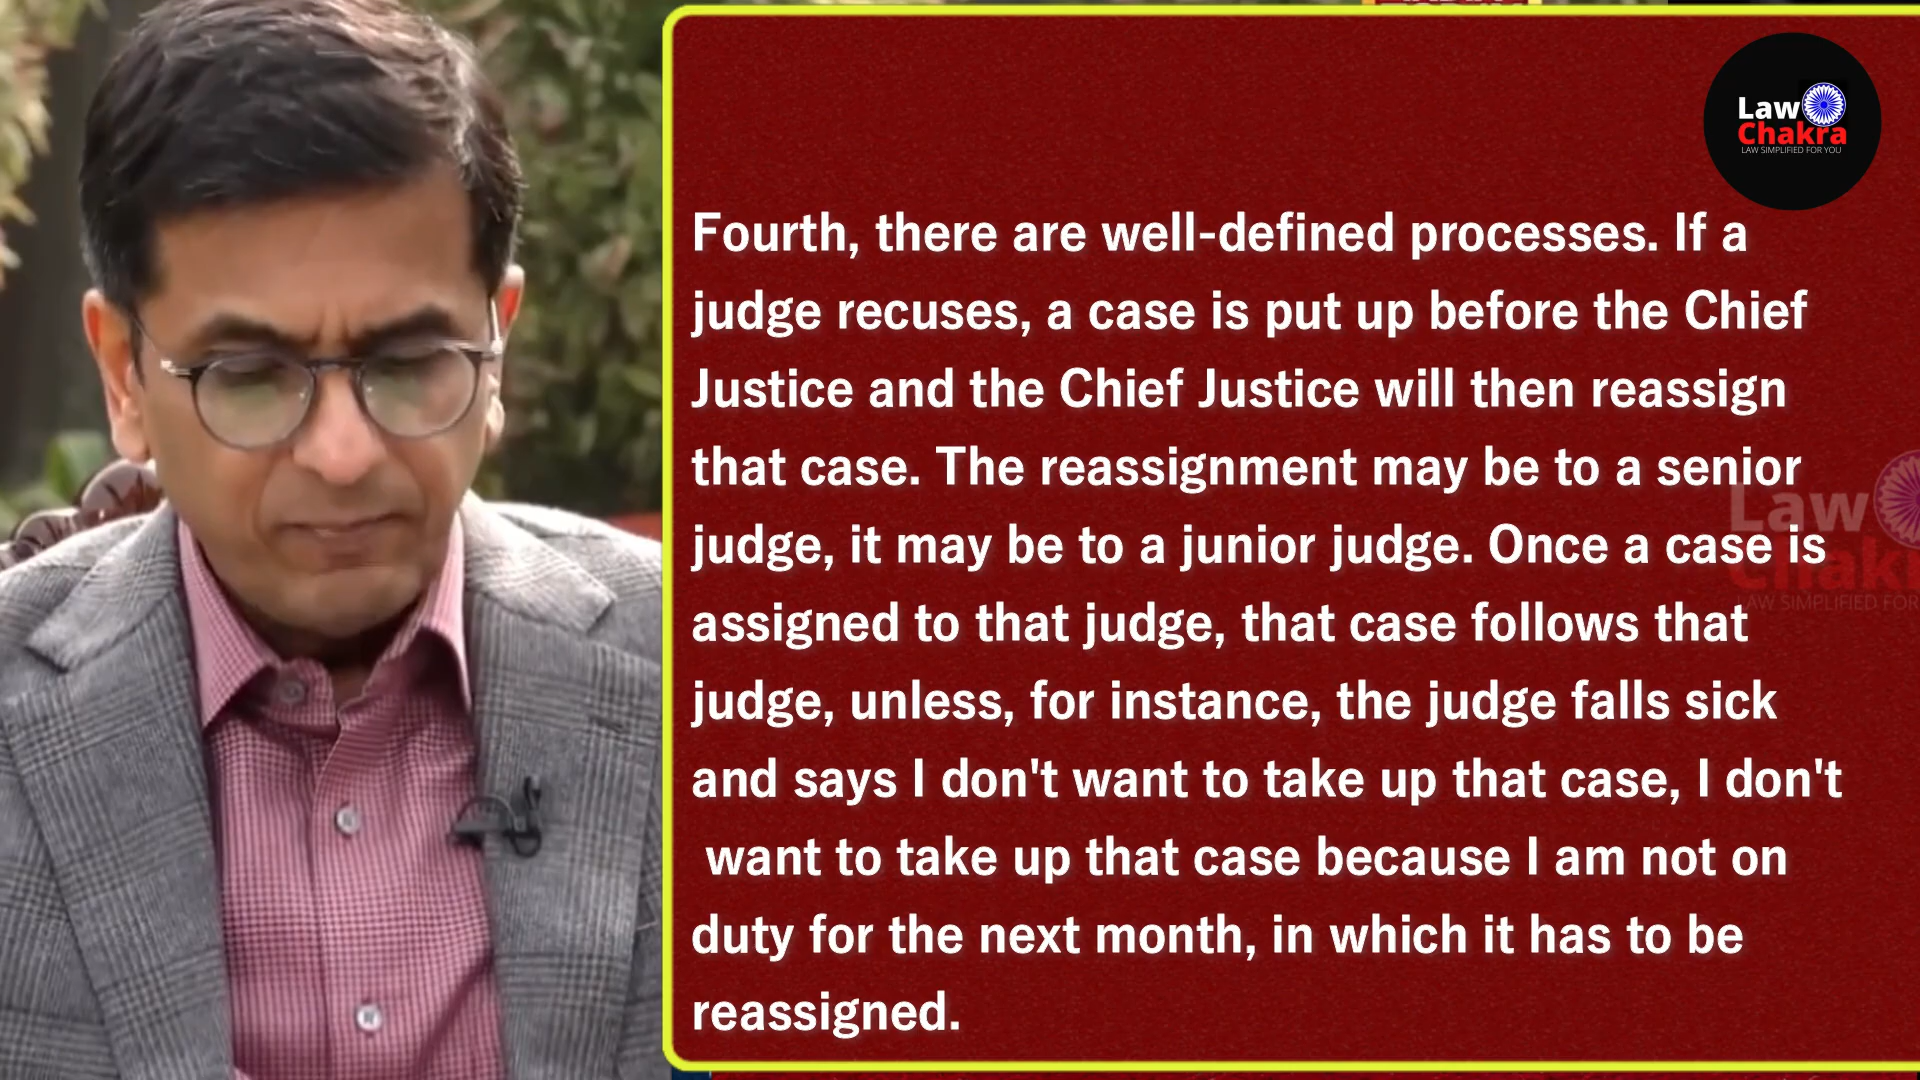 Law
Chakra
LAW SIMPLIFIED FOR YOU
Fourth, there are well-defined processes. If a
judge recuses, a case is put up before the Chief
Justice and the Chief Justice will then reassign
that case. The reassignment may be to a senior
judge, it may be to a junior judge. Once a case is
assigned to that judge, that case follows that
judge, unless, for instance, the judge falls sick
and says I don't want to take up that case, I don't
want to take up that case because I am not on
duty for the next month, in which it has to be
reassigned.
Law
LAW SIMPLIFIED FOR